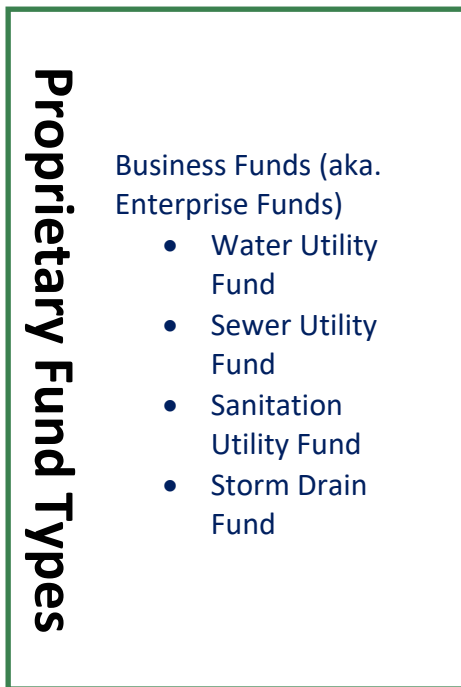 Proprietary Fund Types
Business Funds (aka.
Enterprise Funds)
• Water Utility
Fund
• Sewer Utility
Fund
• Sanitation
Utility Fund
• Storm Drain
Fund